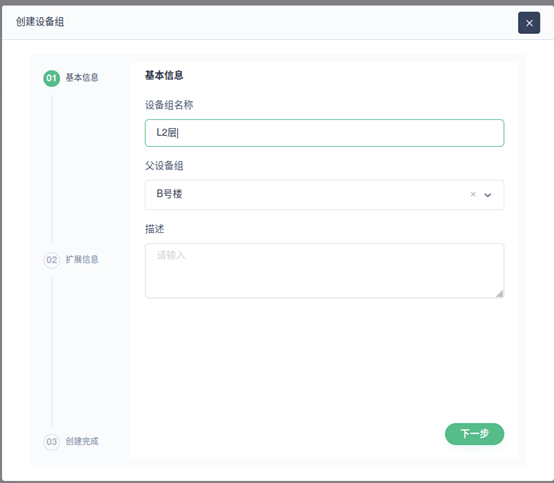 创建设备组
01 基本信息
基本信息
设备组名称
L2层
父设备组
B号楼
描述
请输入
02 扩展信息
下一步
03 创建完成